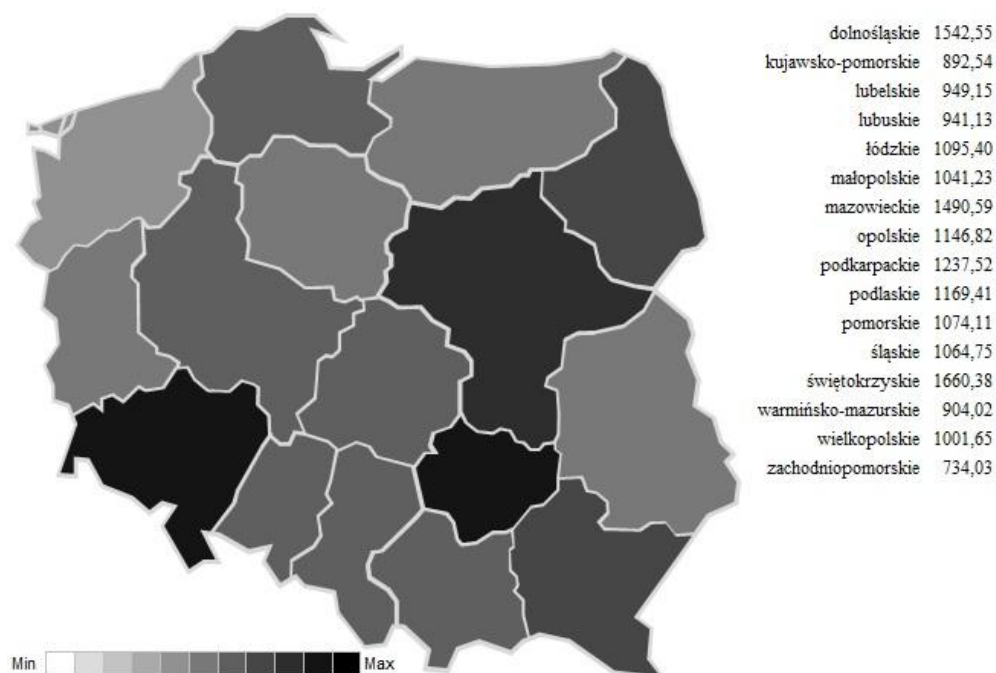 dolnośląskie 1542,55
kujawsko-pomorskie 892,54
lubelskie 949,15
lubuskie 941,13
łódzkie 1095,40
małopolskie 1041,23
mazowieckie 1490,59
opolskie 1146,82
podkarpackie 1237,52
podlaskie 1169,41
pomorskie 1074,11
śląskie 1064,75
świętokrzyskie 1660,38
warmińsko-mazurskie 904,02
wielkopolskie 1001,65
zachodniopomorskie 734,03
Min Max